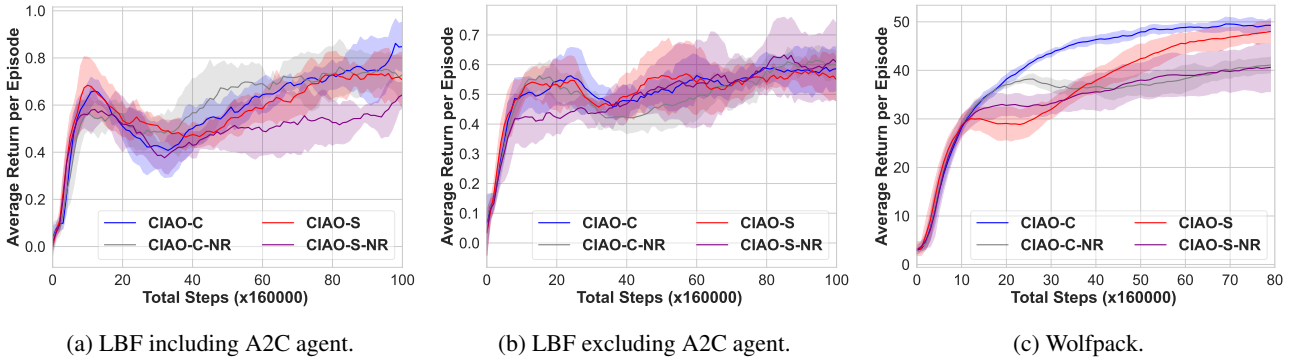 Average Return per Episode
1.0
0.8
0.6
0.4
0.2
0.0
CIAO-C
CIAO-S
CIAO-C-NR
CIAO-S-NR
0 20 40 60 80 100
Total Steps (x160000)
(a) LBF including A2C agent.
Average Return per Episode
0.7
0.6
0.5
0.4
0.3
0.2
0.1
0.0
CIAO-C
CIAO-S
CIAO-C-NR
CIAO-S-NR
0 20 40 60 80 100
Total Steps (x160000)
(b) LBF excluding A2C agent.
Average Return per Episode
50
40
30
20
10
0
CIAO-C
CIAO-S
CIAO-C-NR
CIAO-S-NR
0 10 20 30 40 50 60 70 80
Total Steps (x160000)
(c) Wolfpack.